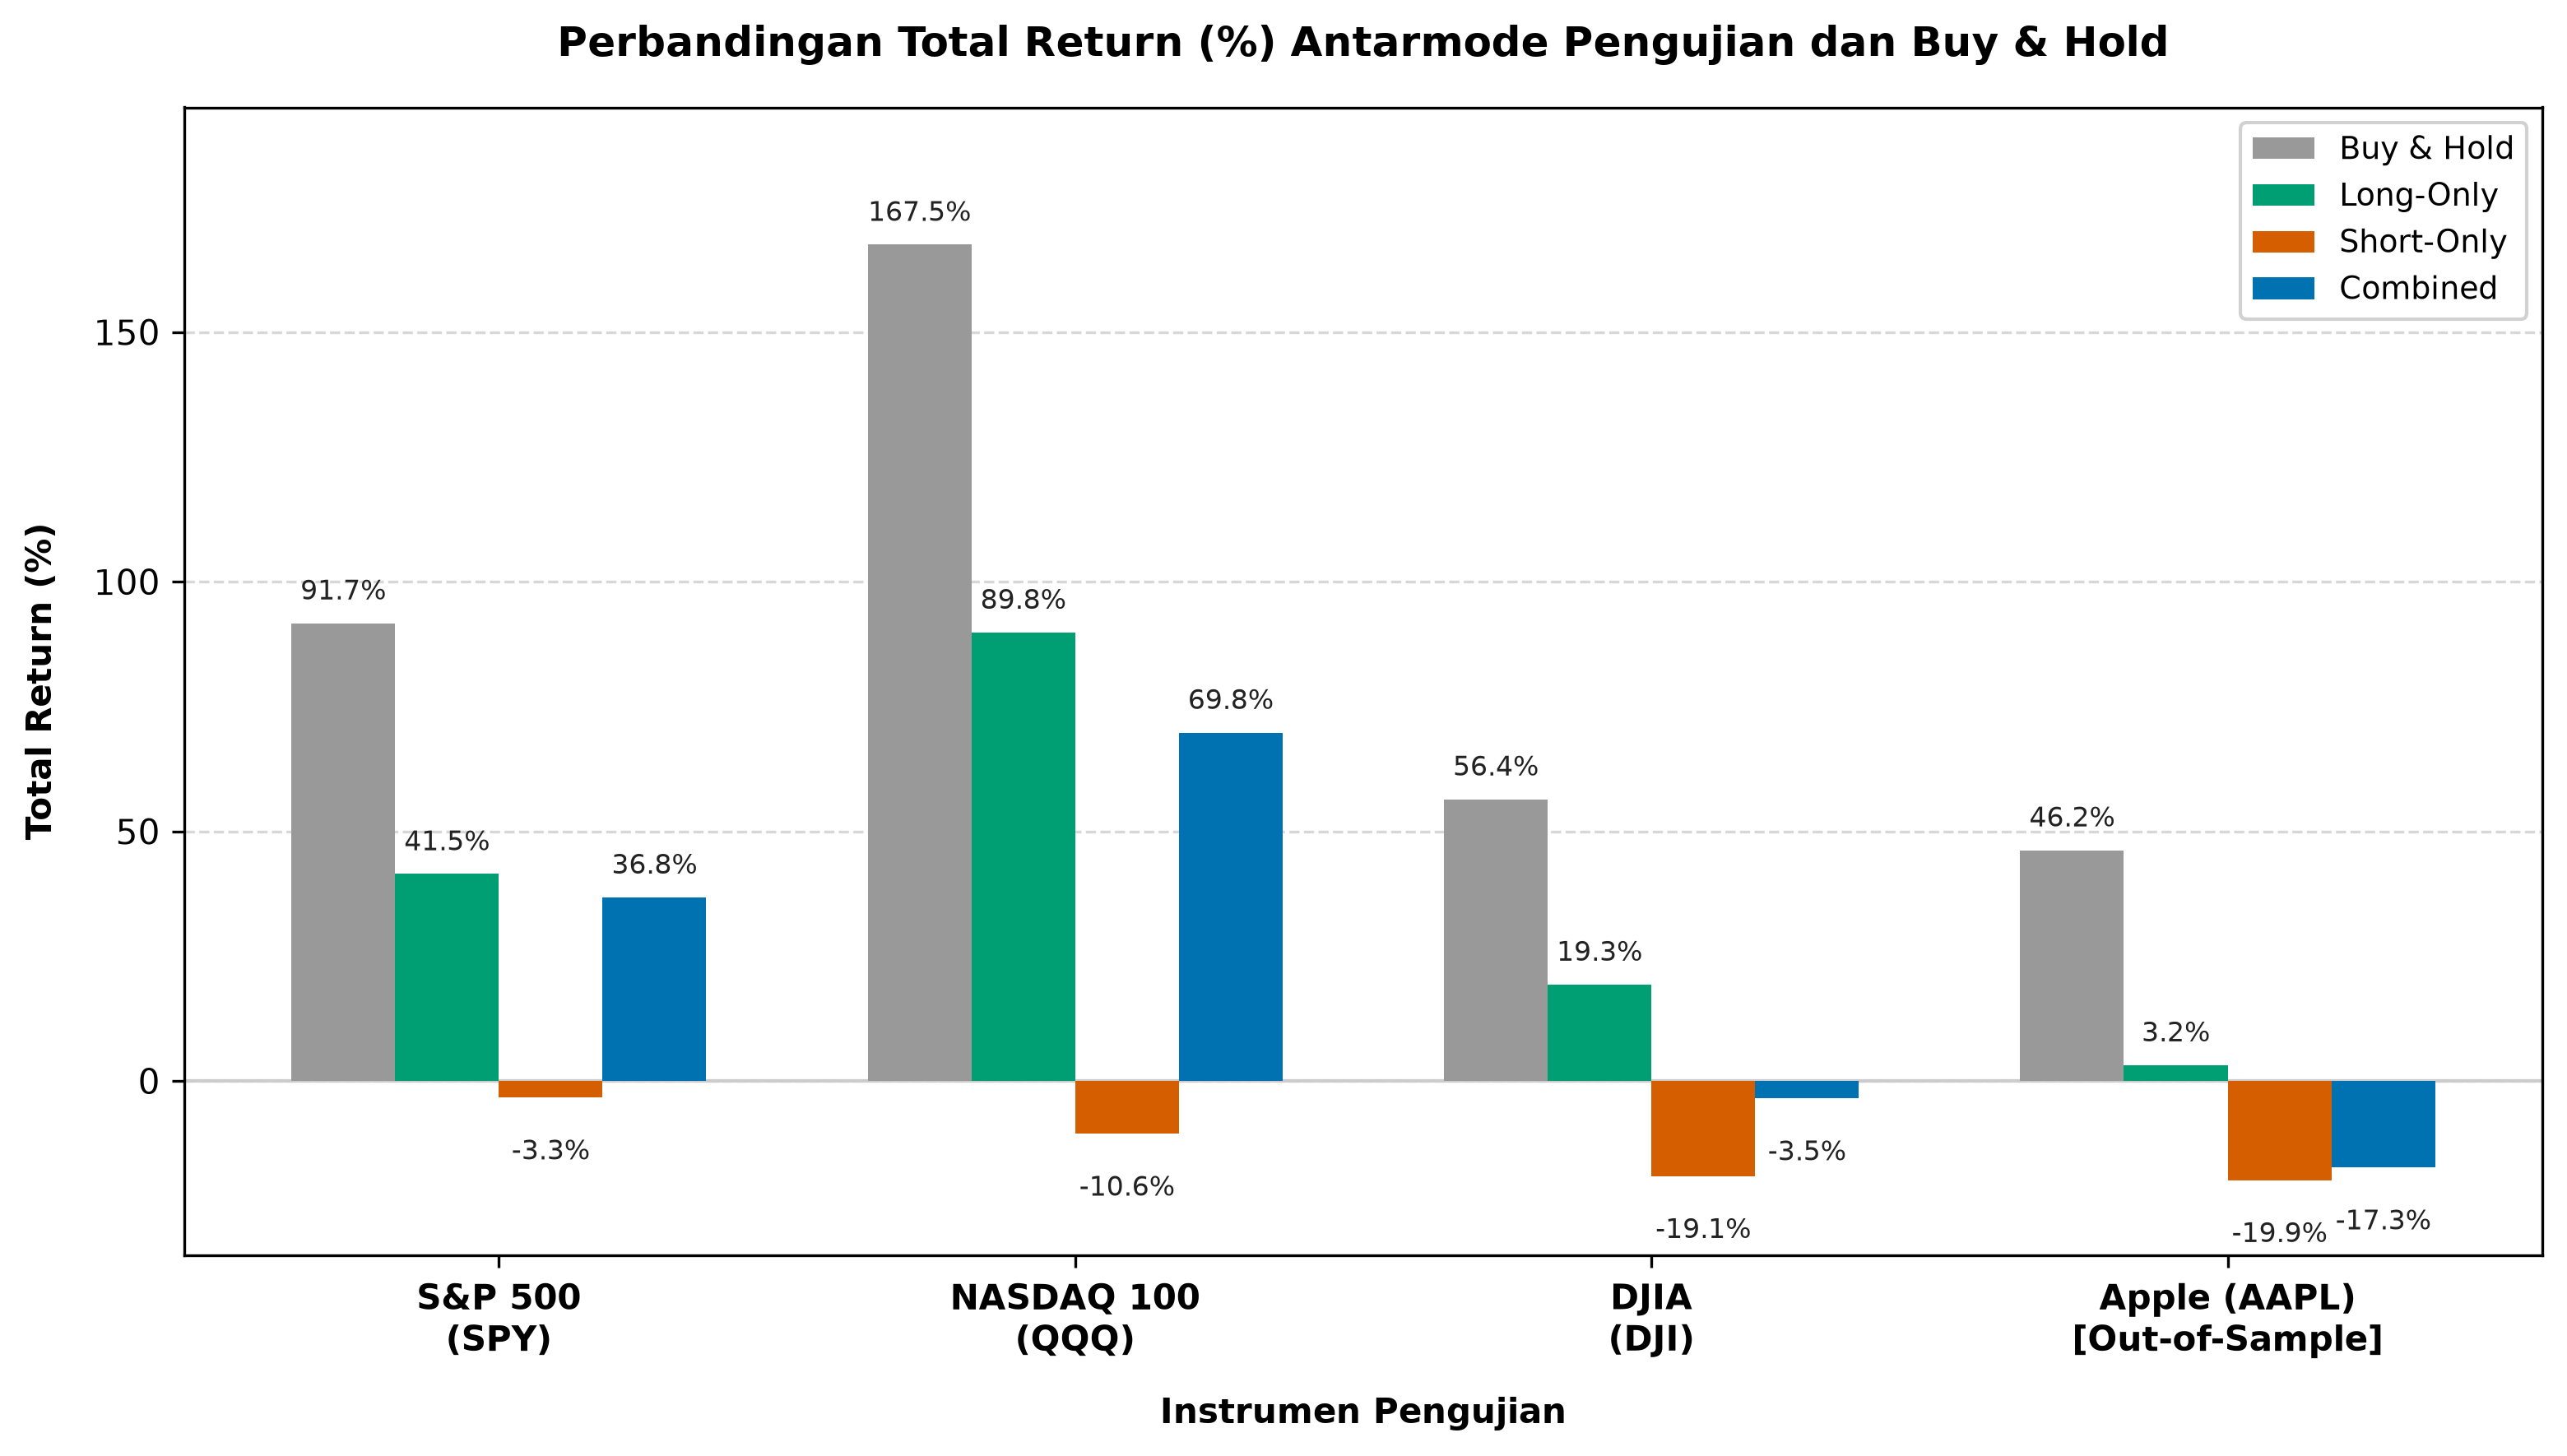 Perbandingan Total Return (%) Antarmode Pengujian dan Buy & Hold
Buy & Hold
Long-Only
Short-Only
Combined
Total Return (%)
150
100
50
0
91.7%
41.5%
-3.3%
36.8%
167.5%
89.8%
-10.6%
69.8%
56.4%
19.3%
-19.1%
-3.5%
46.2%
3.2%
-19.9%
-17.3%
S&P 500
(SPY)
NASDAQ 100
(QQQ)
DJIA
(DJI)
Apple (AAPL)
[Out-of-Sample]
Instrumen Pengujian